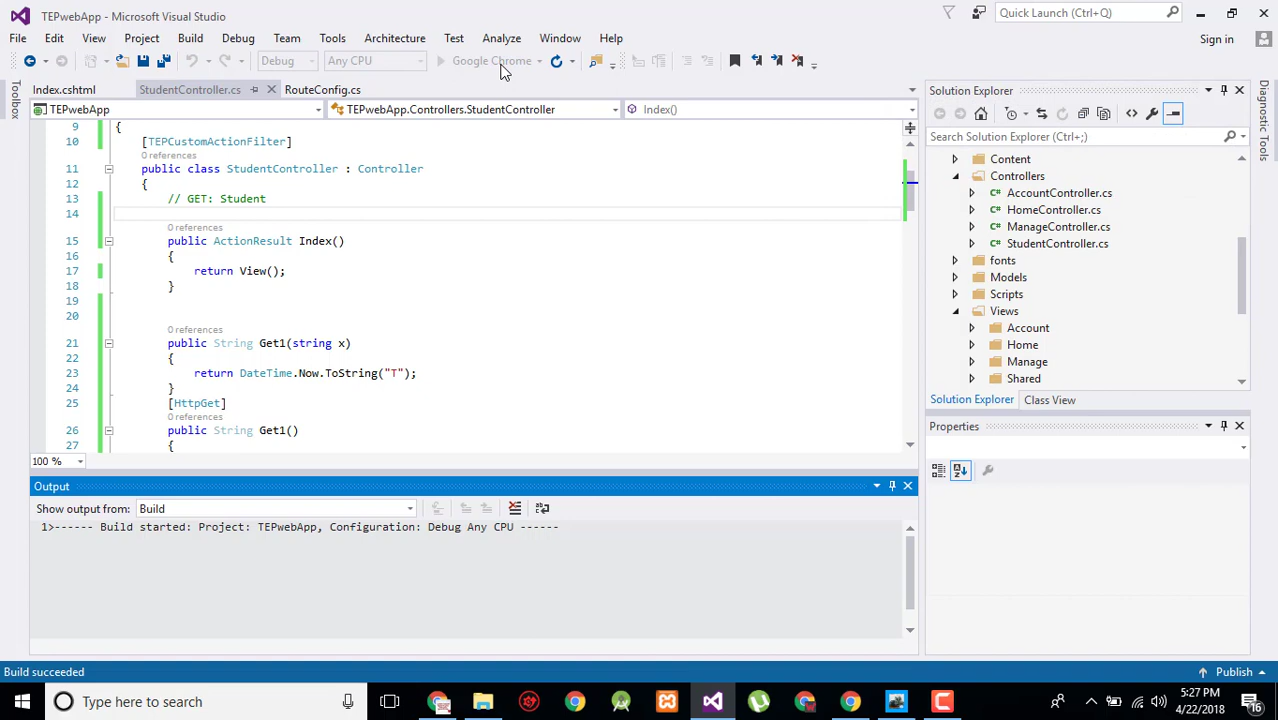 TEPwebApp - Microsoft Visual Studio
Quick Launch (Ctrl+Q)
File Edit View Project Build Debug Team Tools Architecture Test Analyze Window Help
Sign in
Debug Any CPU Google Chrome
Toolbox
Index.cshtml StudentController.cs RouteConfig.cs
TEPwebApp TEPwebApp.Controllers.StudentController Index()
9 {
10 [TEPCustomActionFilter]
0 references
11 public class StudentController : Controller
12 {
13 // GET: Student
14
0 references
15 public ActionResult Index()
16 {
17 return View();
18 }
19
20
0 references
21 public String Get1(string x)
22 {
23 return DateTime.Now.ToString("T");
24 }
25 [HttpGet]
0 references
26 public String Get1()
27 {
100 %
Output
Show output from: Build
1>------ Build started: Project: TEPwebApp, Configuration: Debug Any CPU ------
Solution Explorer
Search Solution Explorer (Ctrl+;)
Content
Controllers
C# AccountController.cs
C# HomeController.cs
C# ManageController.cs
C# StudentController.cs
fonts
Models
Scripts
Views
Account
Home
Manage
Shared
Solution Explorer Class View
Properties
Diagnostic Tools
Build succeeded
Publish
Type here to search
5:27 PM
4/22/2018
16